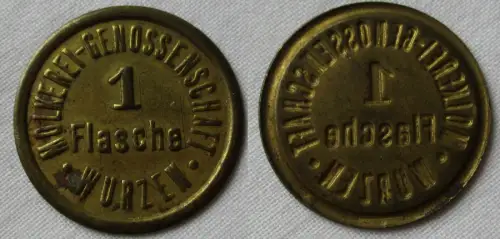 MOLKEREI-GENOSSENSCHAFT
1
Flasche
• WURZEN •
MOLKEREI-GENOSSENSCHAFT
1
Flasche
• WURZEN •